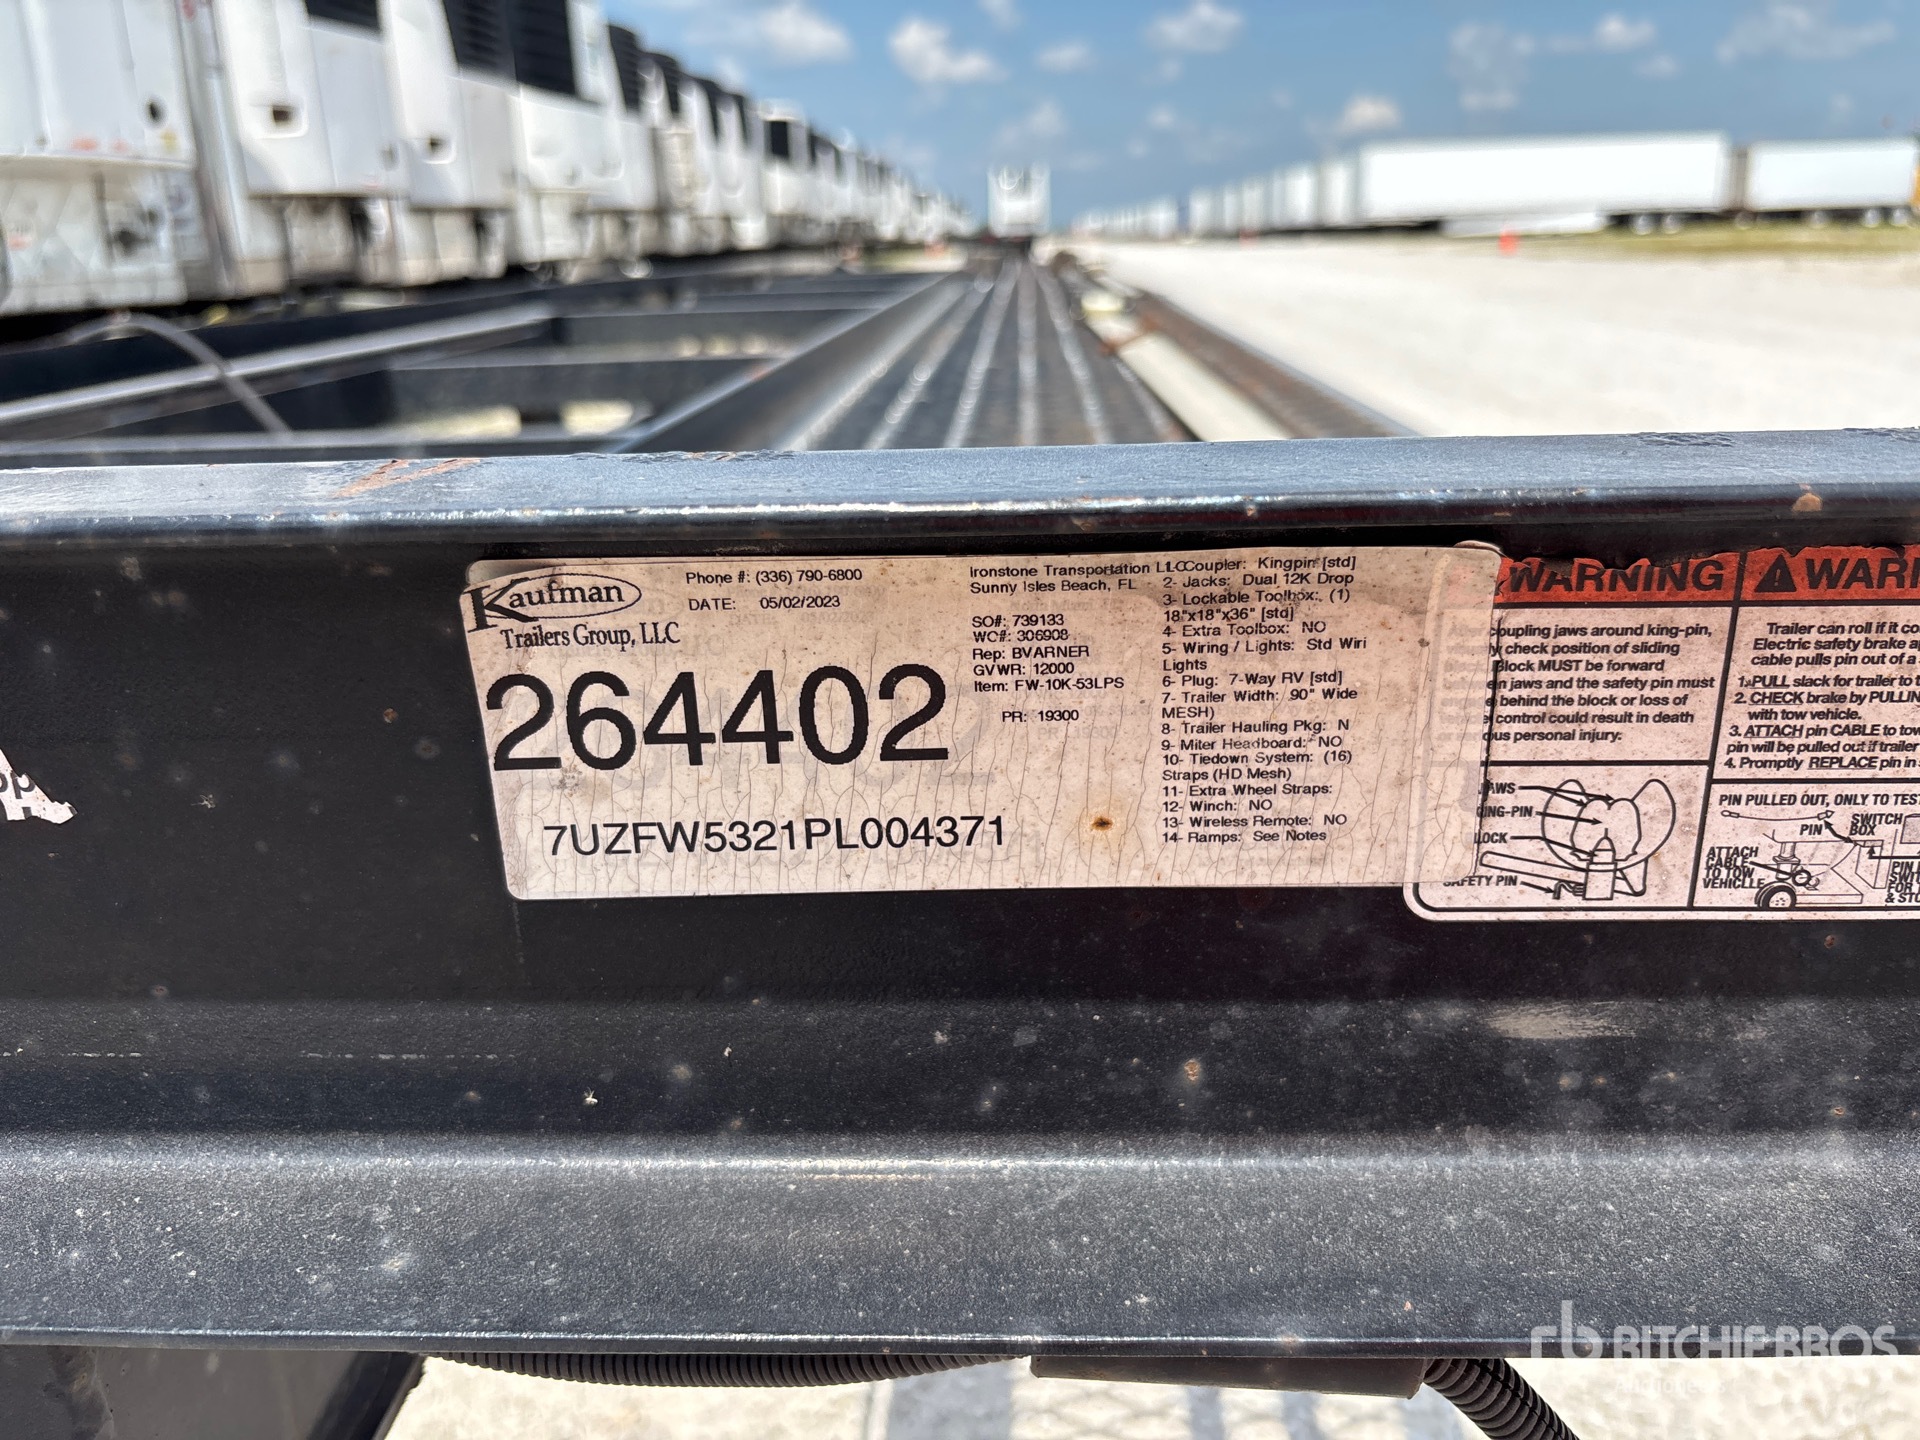 Kaufman
Trailers Group, LLC
Phone #: (336) 790-6800
DATE: 05/02/2023
264402
7UZFW5321PL004371
Ironstone Transportation LLC
Sunny Isles Beach, FL
SO#: 739133
WO#: 306908
Rep: BVARNER
GVWR: 12000
Item: FW-10K-53LPS
PR: 19300
Coupler: Kingpin [std]
2- Jacks: Dual 12K Drop
3- Lockable Toolbox: (1)
18"x18"x36" [std]
4- Extra Toolbox: NO
5- Wiring / Lights: Std Wiri
Lights
6- Plug: 7-Way RV [std]
7- Trailer Width: 90" Wide
MESH)
8- Trailer Hauling Pkg: N
9- Miter Headboard: NO
10- Tiedown System: (16)
Straps (HD Mesh)
11- Extra Wheel Straps:
12- Winch: NO
13- Wireless Remote: NO
14- Ramps: See Notes
WARNING
coupling jaws around king-pin,
check position of sliding
Block MUST be forward
jaws and the safety pin must
behind the block or loss of
control could result in death
personal injury.
JAWS
KING-PIN
LOCK
SAFETY PIN
WARN
Trailer can roll if it co
Electric safety brake a
cable pulls pin out of a
1. PULL slack for trailer to t
2. CHECK brake by PULLIN
with tow vehicle.
3. ATTACH pin CABLE to tow
pin will be pulled out if trailer
4. Promptly REPLACE pin in
PIN PULLED OUT, ONLY TO TEST
SWITCH
BOX
PIN
ATTACH
CABLE
TO TOW
VEHICLE
PIN
SWIT
FOR
& STO
rb RITCHIE BROS
Auctioneers